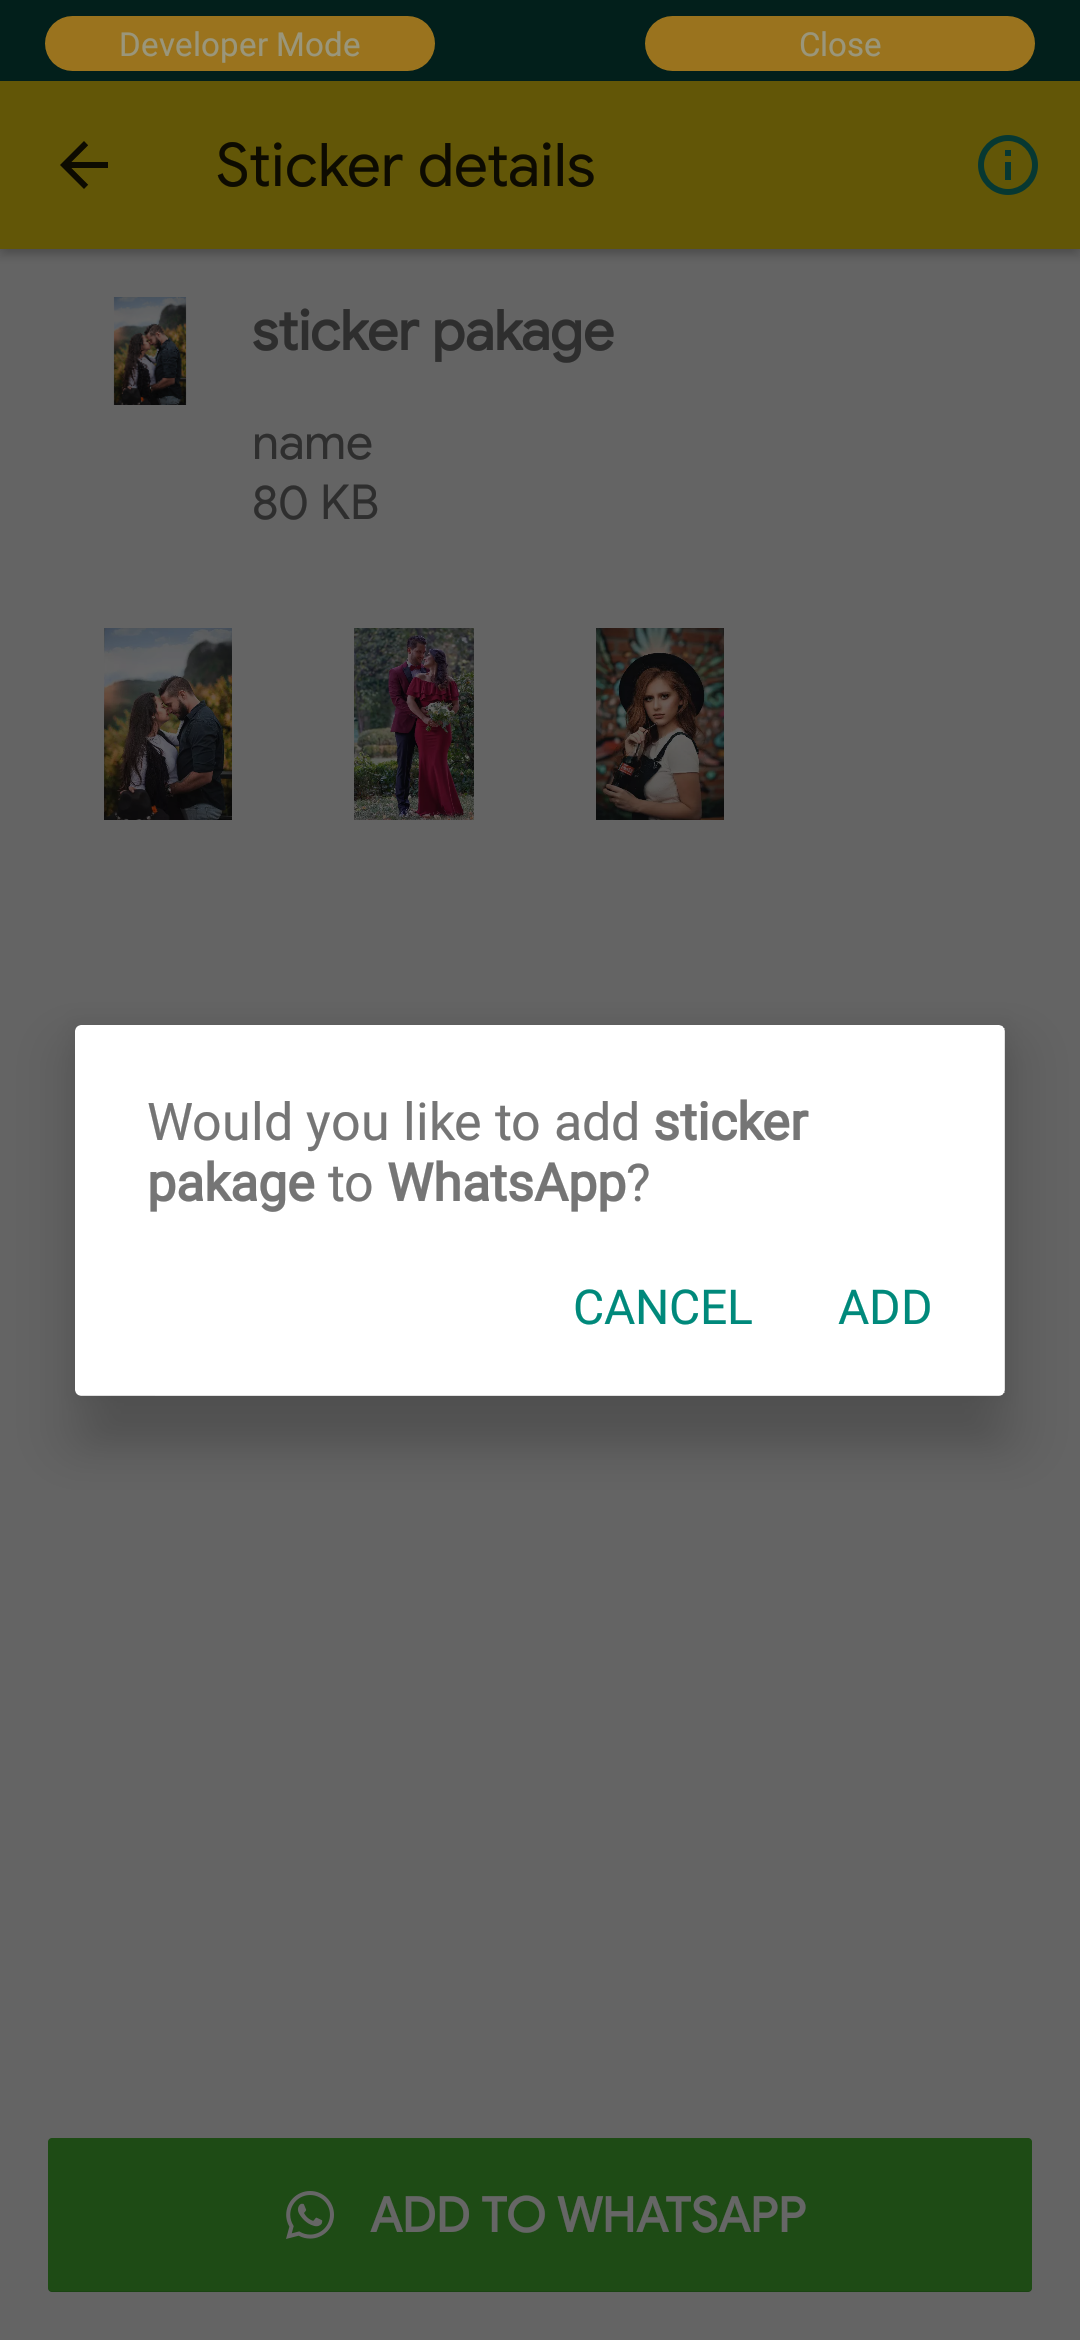 Developer Mode
Close
Sticker details
sticker pakage
name
80 KB
Would you like to add sticker
pakage to WhatsApp?
CANCEL
ADD
ADD TO WHATSAPP